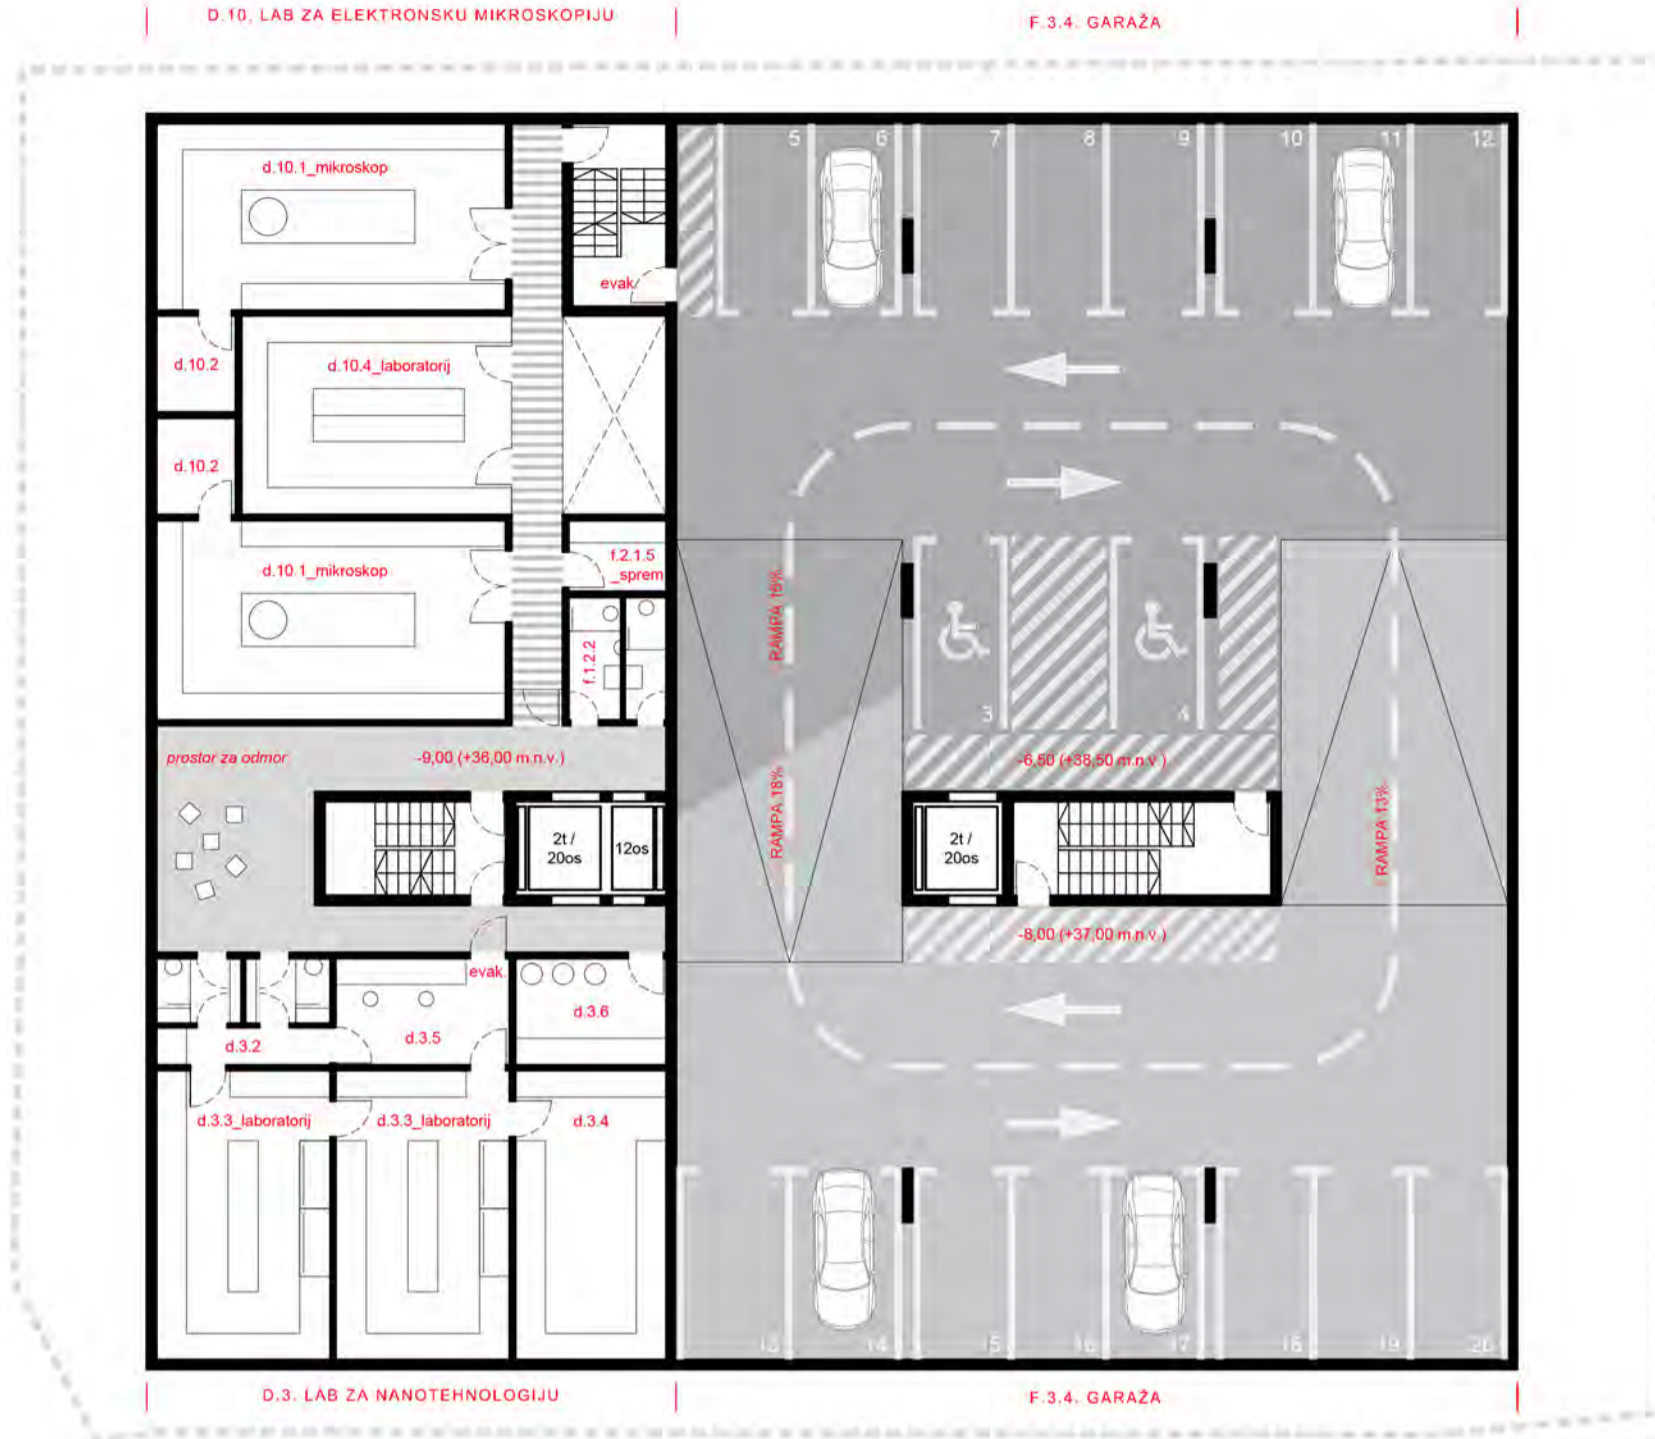 D.10. LAB ZA ELEKTRONSKU MIKROSKOPIJU
F.3.4. GARAŽA
5
6
7
8
9
10
11
12
d.10.1_mikroskop
evak.
d.10.2
d.10.4_laboratorij
d.10.2
d.10.1_mikroskop
f.2.1.5
_sprem
f.1.2.2
RAMPA 16%
3
4
prostor za odmor
-9,00 (+36,00 m.n.v.)
-6,50 (+38,50 m.n.v.)
RAMPA 18%
RAMPA 13%
2t /
20os
12os
2t /
20os
-8,00 (+37,00 m.n.v.)
evak.
d.3.2
d.3.5
d.3.6
d.3.3_laboratorij
d.3.3_laboratorij
d.3.4
13
14
15
16
17
18
19
20
D.3. LAB ZA NANOTEHNOLOGIJU
F.3.4. GARAŽA